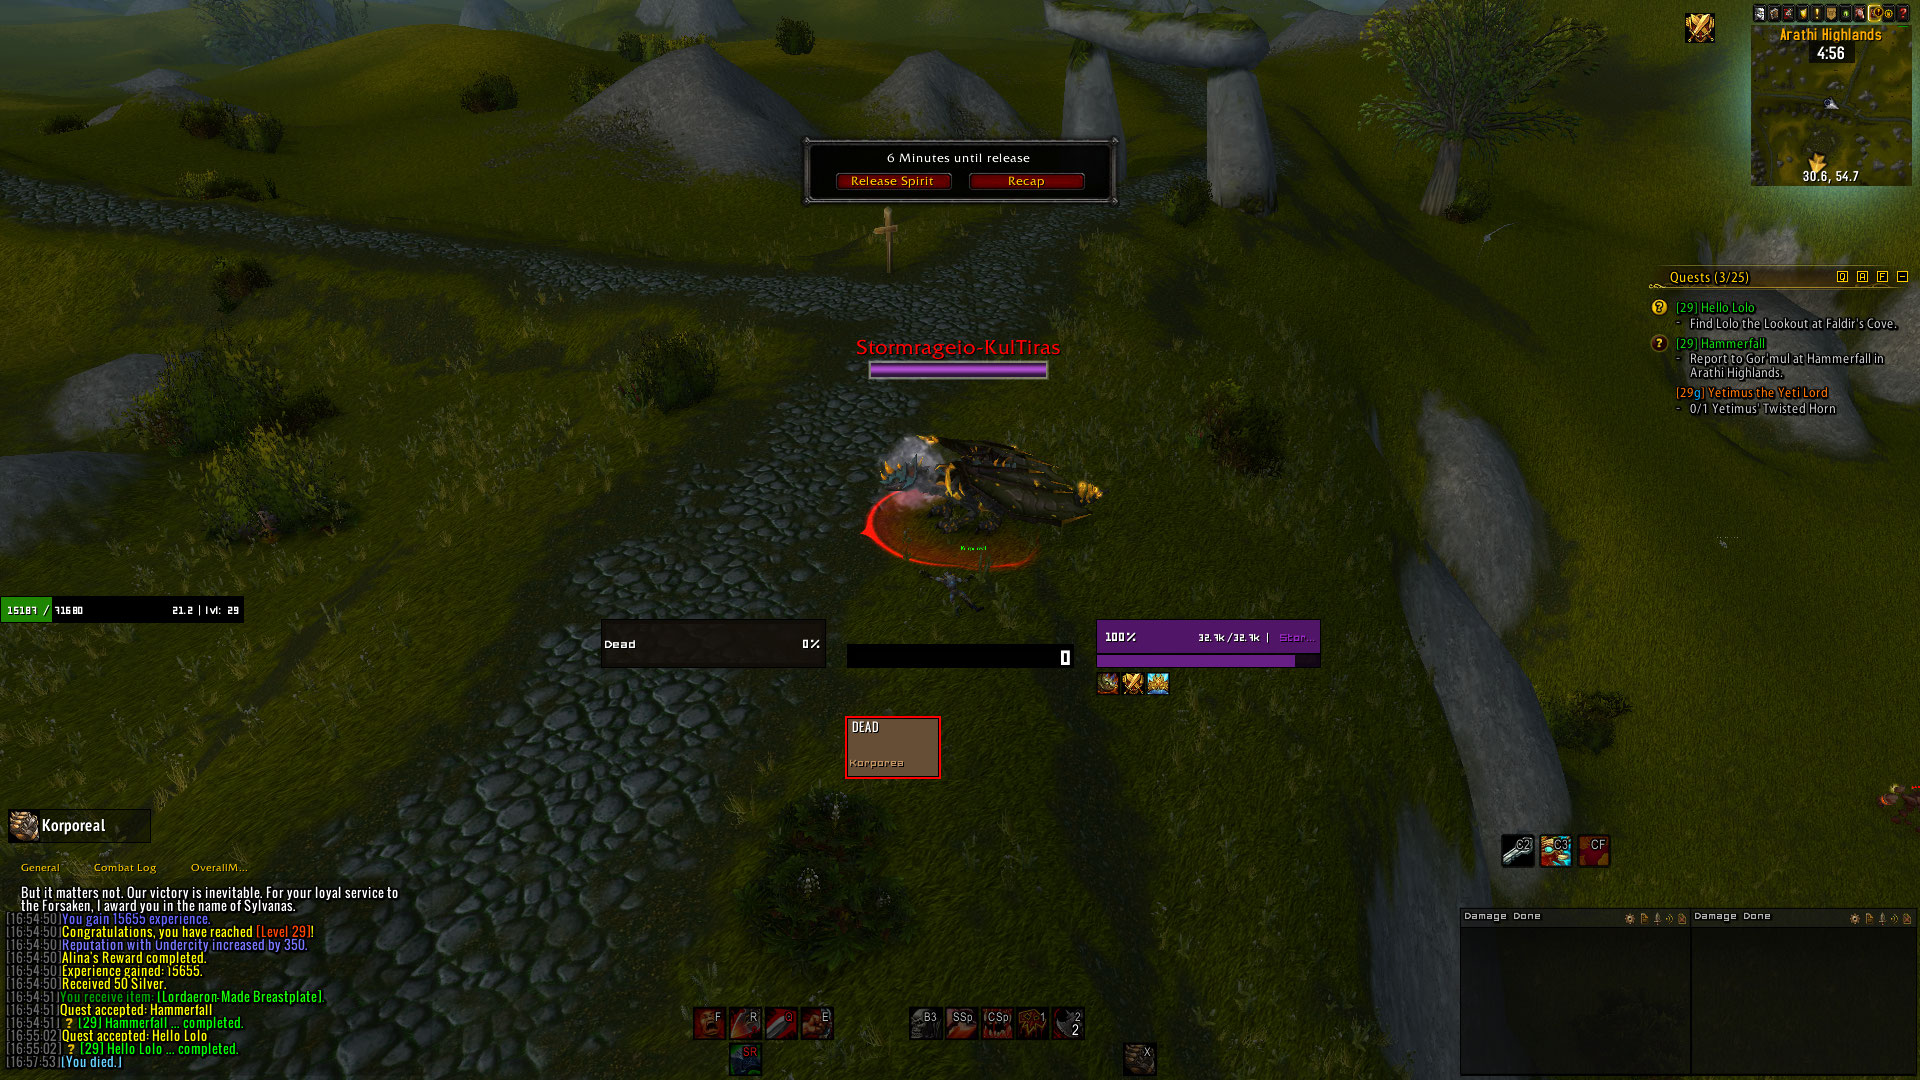 Arathi Highlands
4:56
30.6, 54.7
6 Minutes until release
Release Spirit Recap
Quests (3/25) Q A F
[29] Hello Lolo
- Find Lolo the Lookout at Faldir's Cove.
[29] Hammerfall
- Report to Gor'mul at Hammerfall in
Arathi Highlands.
[29g] Yetimus the Yeti Lord
- 0/1 Yetimus' Twisted Horn
Stormrageio-KulTiras
Korporeal
15187 / 71680 21.2 | lvl: 29
Dead 0%
0
100% 32.7k/32.7k | Stor...
DEAD
Korporea
Korporeal
General Combat Log OverallM...
But it matters not. Our victory is inevitable. For your loyal service to
the Forsaken, I award you in the name of Sylvanas.
[16:54:50]You gain 15655 experience.
[16:54:50]Congratulations, you have reached [Level 29]!
[16:54:50]Reputation with Undercity increased by 350.
[16:54:50]Alina's Reward completed.
[16:54:50]Experience gained: 15655.
[16:54:50]Received 50 Silver.
[16:54:51]You receive item: [Lordaeron-Made Breastplate].
[16:54:51]Quest accepted: Hammerfall
[16:54:51] ? [29] Hammerfall ... completed.
[16:55:02]Quest accepted: Hello Lolo
[16:55:02] ? [29] Hello Lolo ... completed.
[16:57:53][You died.]
C2 C3 CF
Damage Done Damage Done
F R Q E B3 SSp CSp 1 2
2
SR X